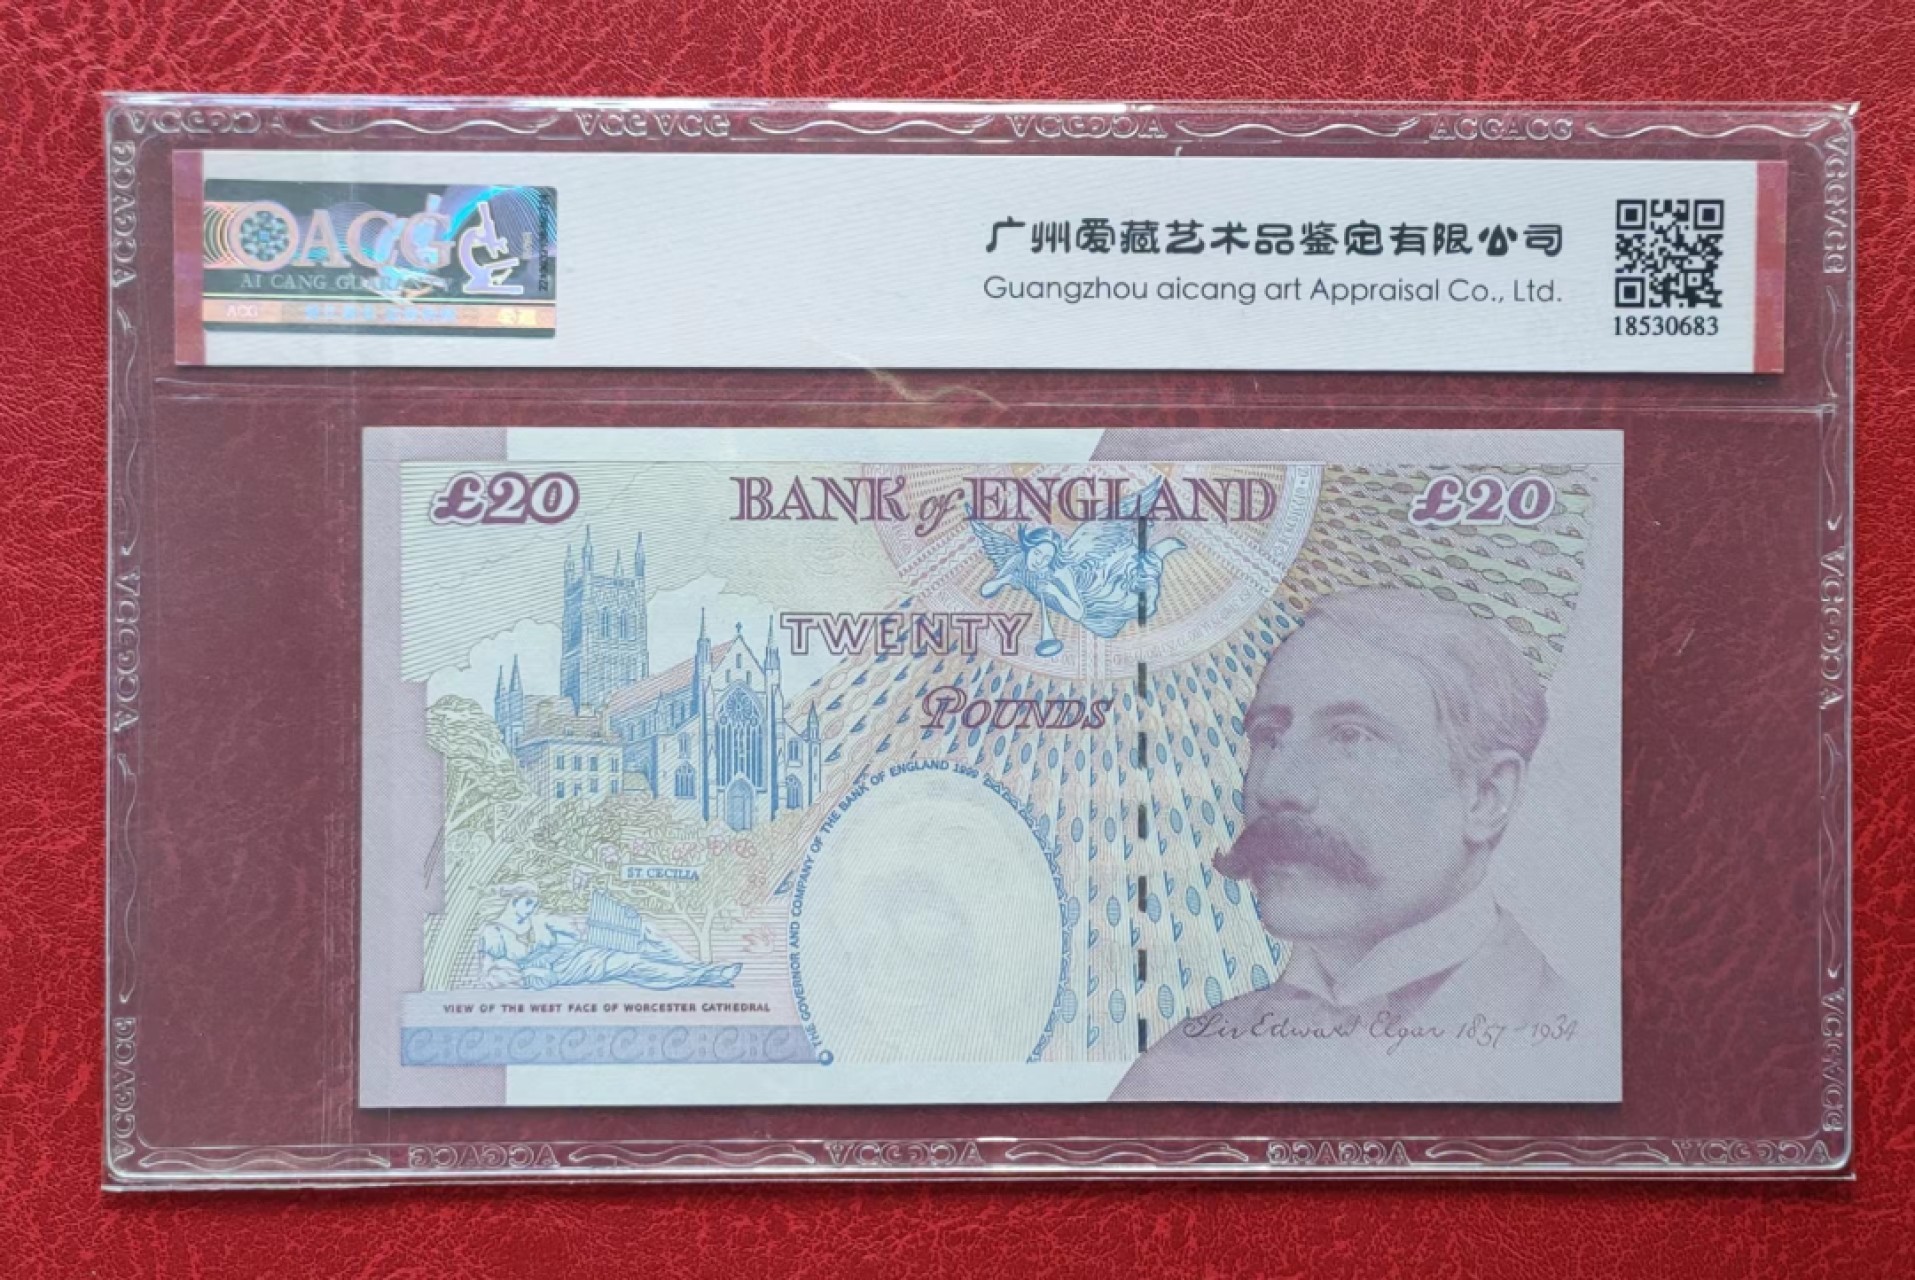 ACG
AI CANG GUARANTY
ACG
广州爱藏艺术品鉴定有限公司
Guangzhou aicang art Appraisal Co., Ltd.
18530683
£20
BANK of ENGLAND
£20
TWENTY
POUNDS
© THE GOVERNOR AND COMPANY OF THE BANK OF ENGLAND 1999
ST CECILIA
VIEW OF THE WEST FACE OF WORCESTER CATHEDRAL
Sir Edward Elgar 1857-1934